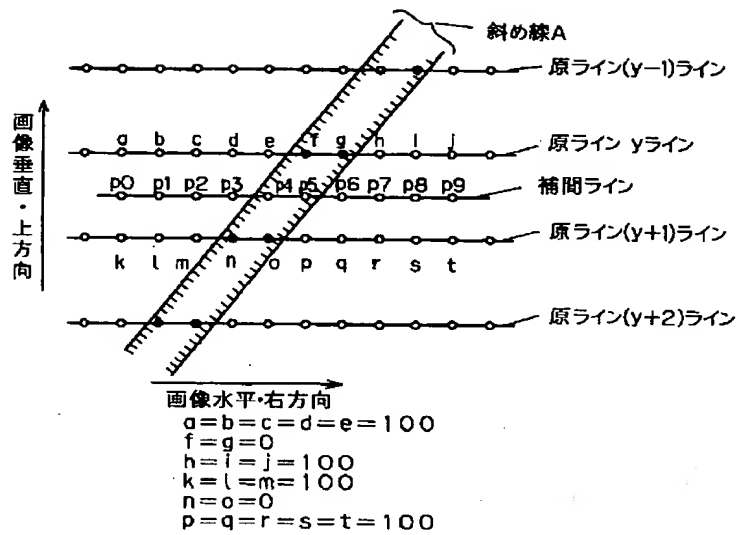 斜め線A
原ライン(y-1)ライン
a b c d e f g h i j
原ライン yライン
p0 p1 p2 p3 p4 p5 p6 p7 p8 p9
補間ライン
原ライン(y+1)ライン
k l m n o p q r s t
原ライン(y+2)ライン
画像垂直・上方向
画像水平・右方向
a=b=c=d=e=100
f=g=0
h=i=j=100
k=l=m=100
n=o=0
p=q=r=s=t=100